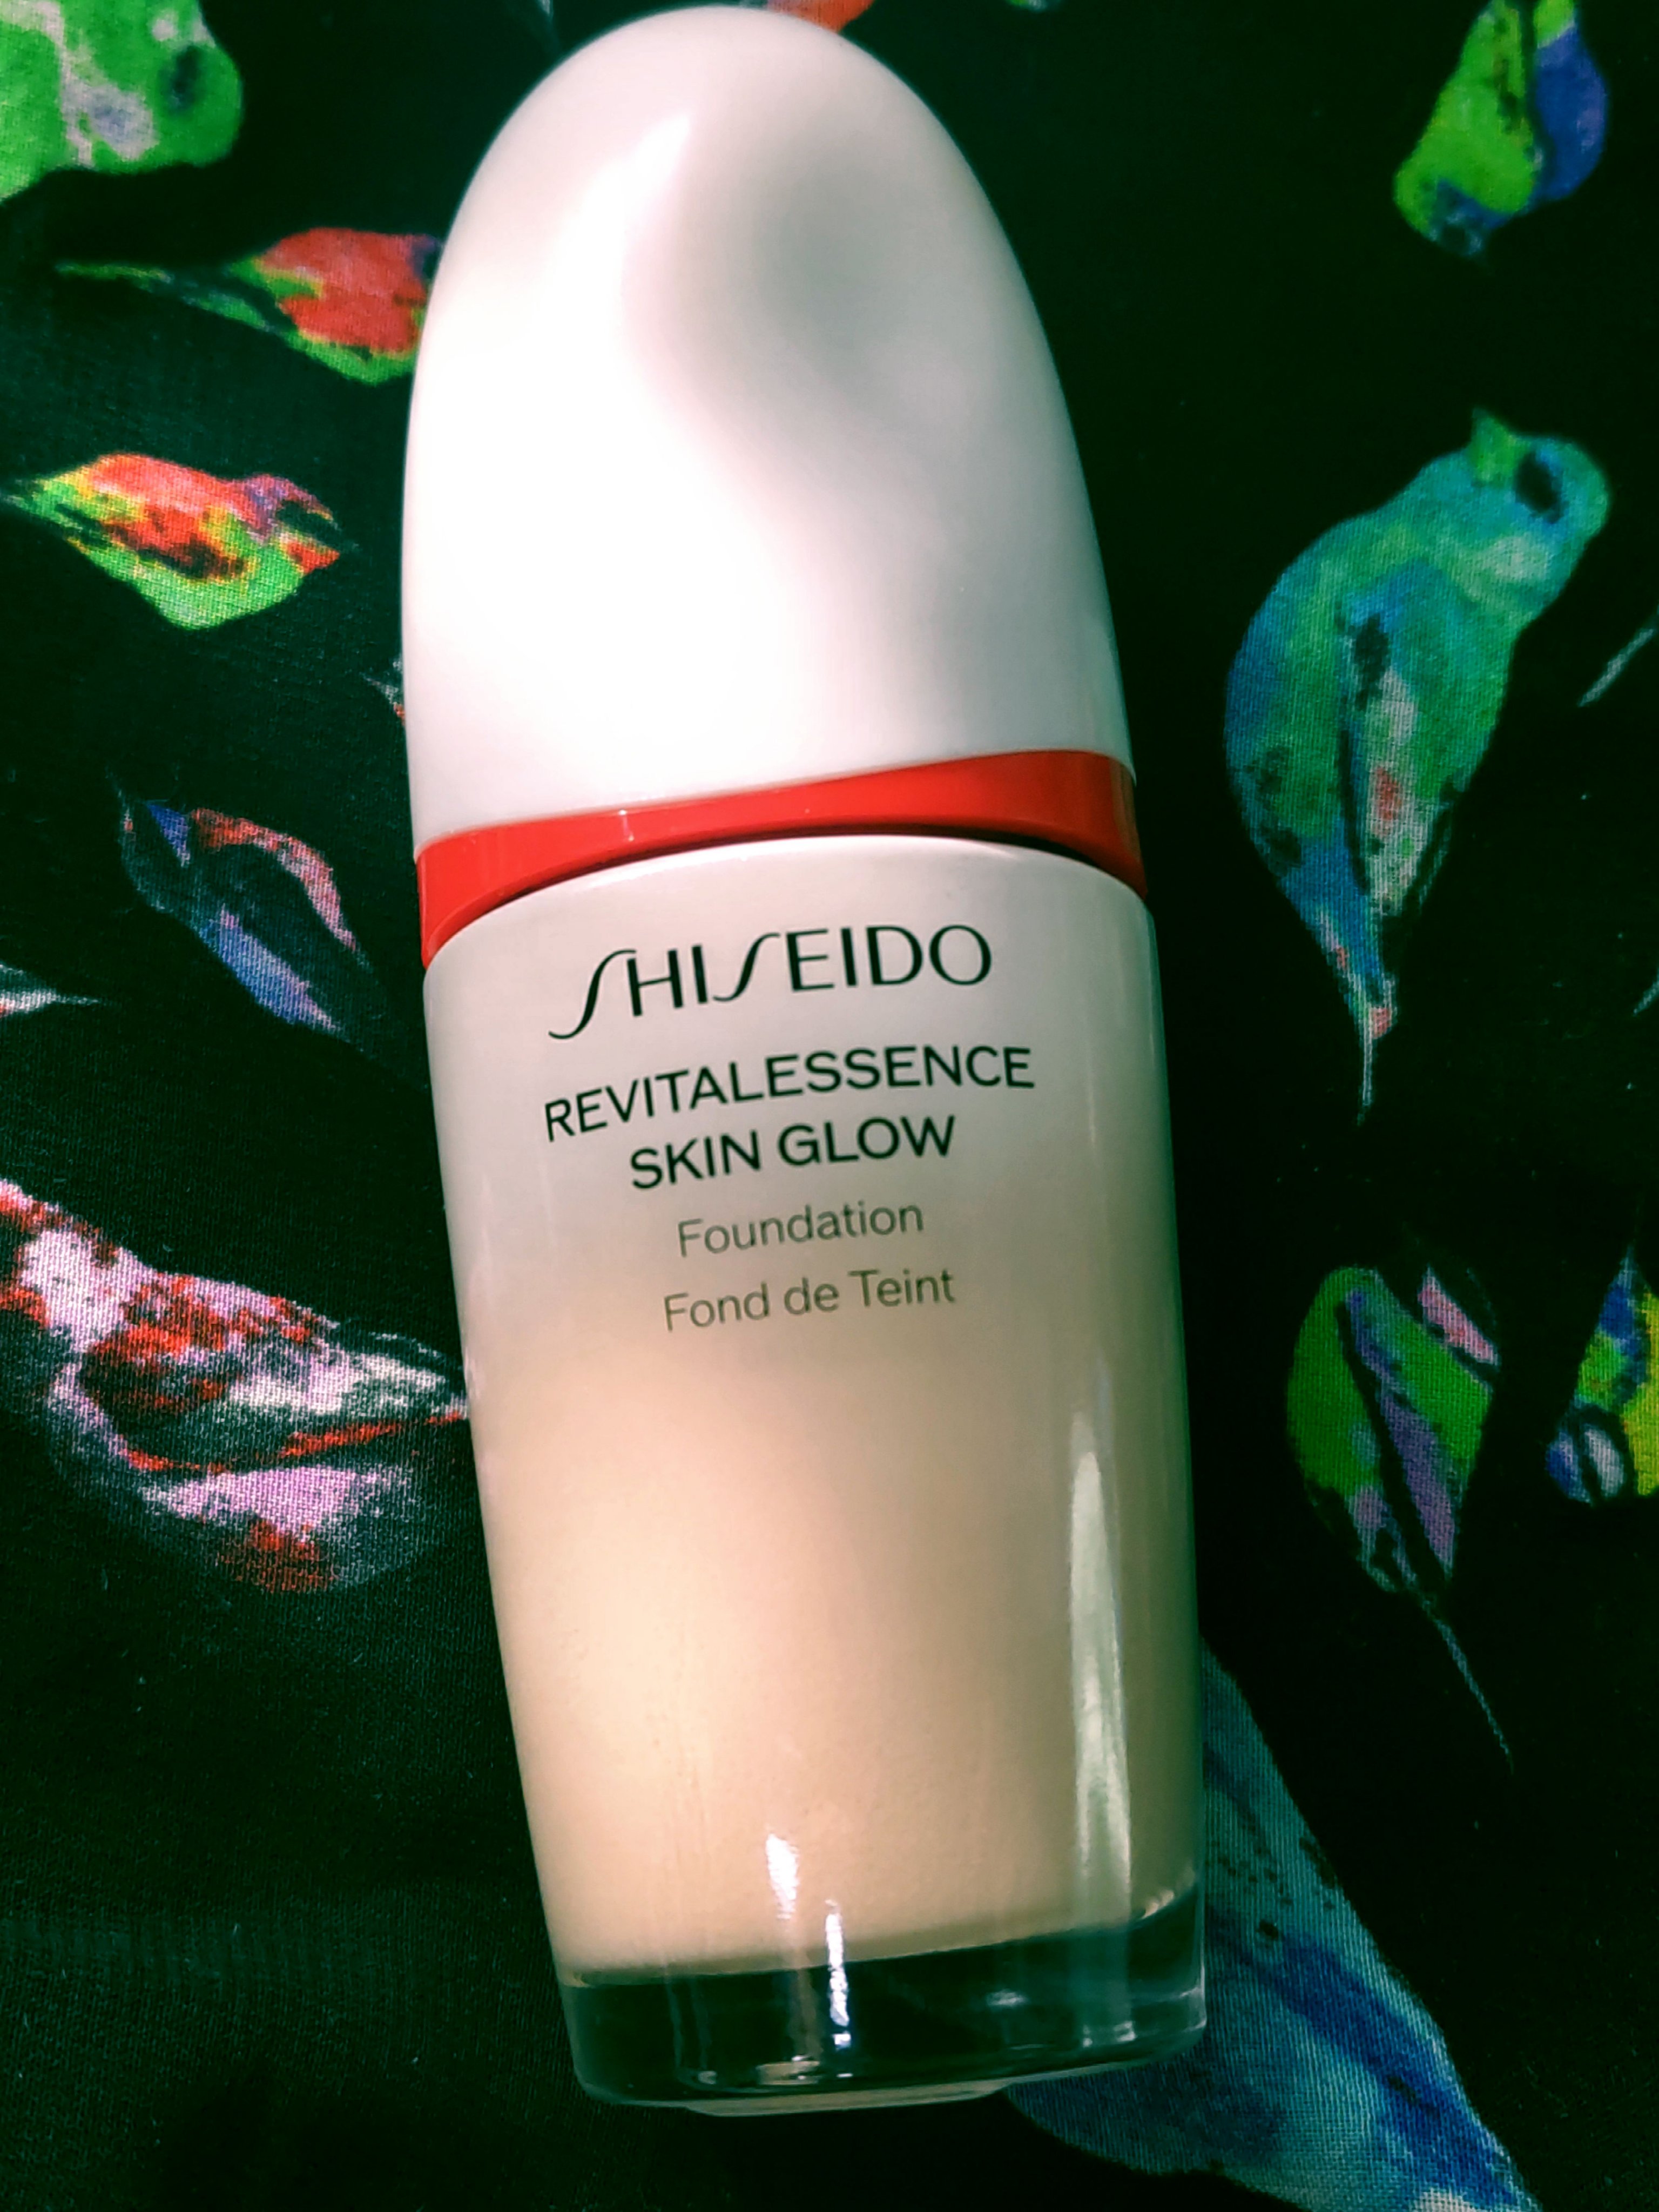 SHISEIDO
REVITALESSENCE
SKIN GLOW
Foundation
Fond de Teint